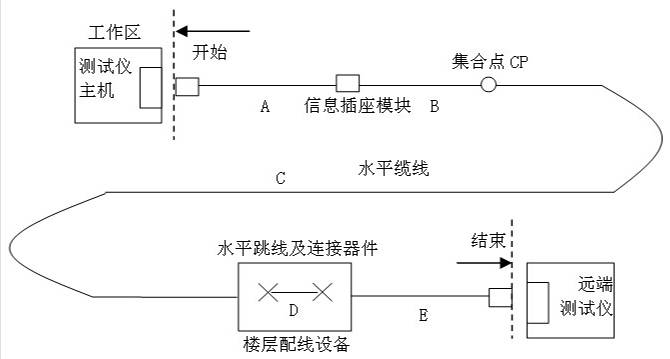 工作区
开始
测试仪
主机
集合点 CP
A
信息插座模块
B
C
水平缆线
水平跳线及连接器件
结束
D
E
远端
测试仪
楼层配线设备